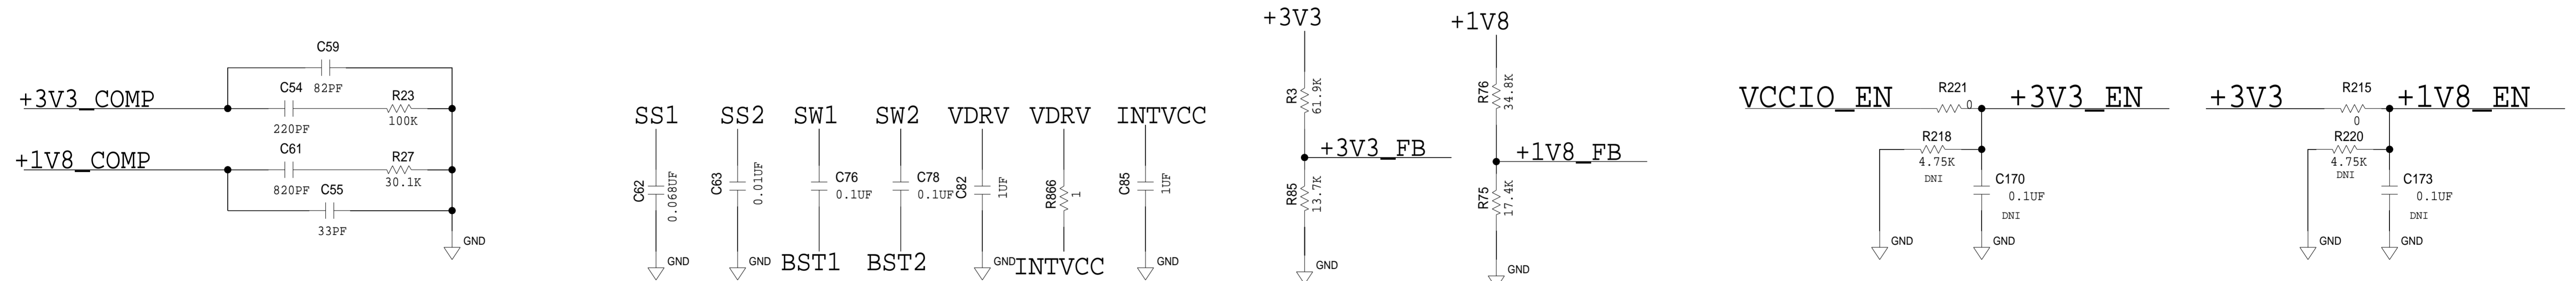 +3V3_COMP
C59
82PF
C54
220PF
R23
100K
+1V8_COMP
C61
820PF
R27
30.1K
C55
33PF
GND
SS1
C62
0.068UF
GND
SS2
C63
0.01UF
GND
SW1
C76
0.1UF
BST1
SW2
C78
0.1UF
BST2
VDRV
C82
1UF
GND
VDRV
R866
1
INTVCC
INTVCC
C85
1UF
GND
+3V3
R3
61.9K
+3V3_FB
R85
13.7K
GND
+1V8
R76
34.8K
+1V8_FB
R75
17.4K
GND
VCCIO_EN
R221
0
+3V3_EN
R218
4.75K
DNI
C170
0.1UF
DNI
GND
GND
+3V3
R215
0
+1V8_EN
R220
4.75K
DNI
C173
0.1UF
DNI
GND
GND